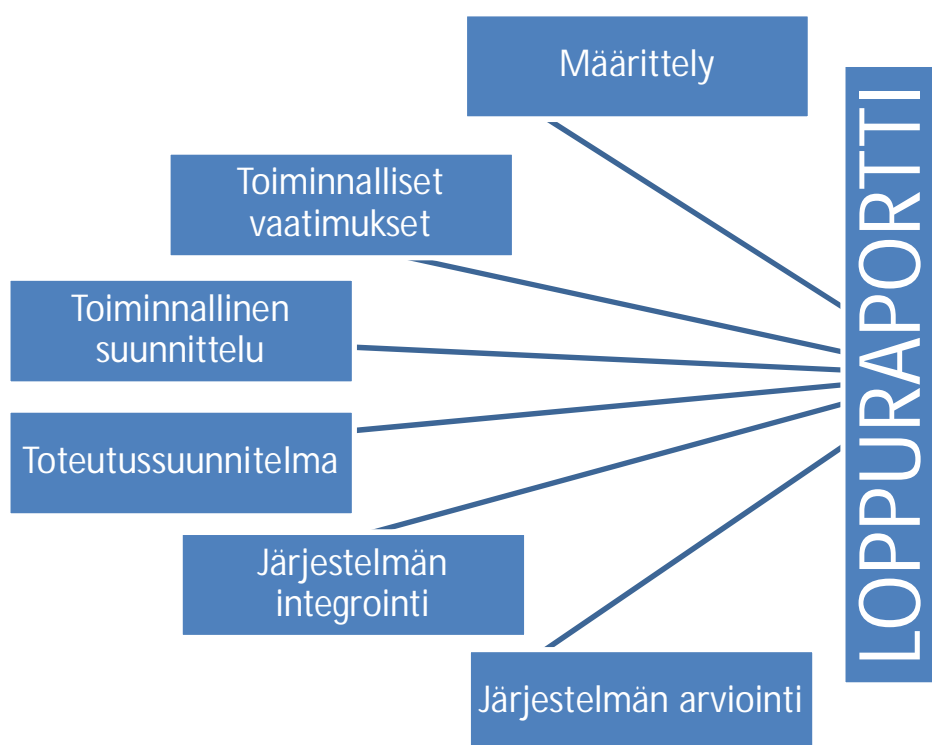 Määrittely
Toiminnalliset
vaatimukset
Toiminnallinen
suunnittelu
Toteutussuunnitelma
Järjestelmän
integrointi
Järjestelmän arviointi
LOPPURAPORTTI